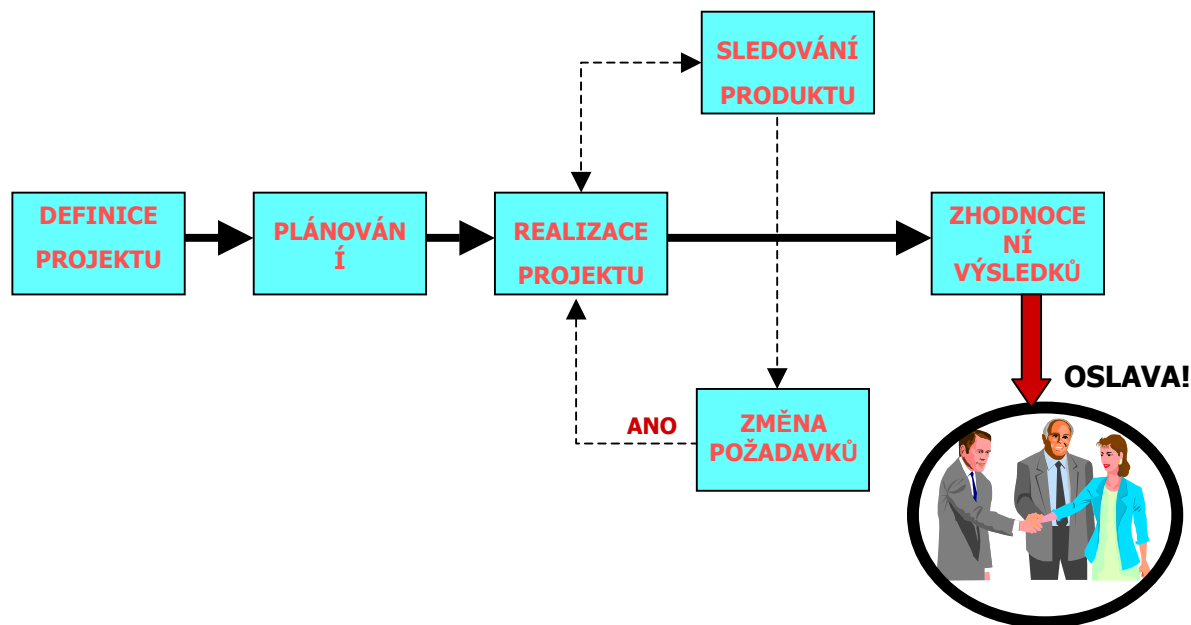 SLEDOVÁNÍ
PRODUKTU
DEFINICE
PROJEKTU
PLÁNOVÁN
Í
REALIZACE
PROJEKTU
ZHODNOCE
NÍ
VÝSLEDKŮ
OSLAVA!
ANO
ZMĚNA
POŽADAVKŮ